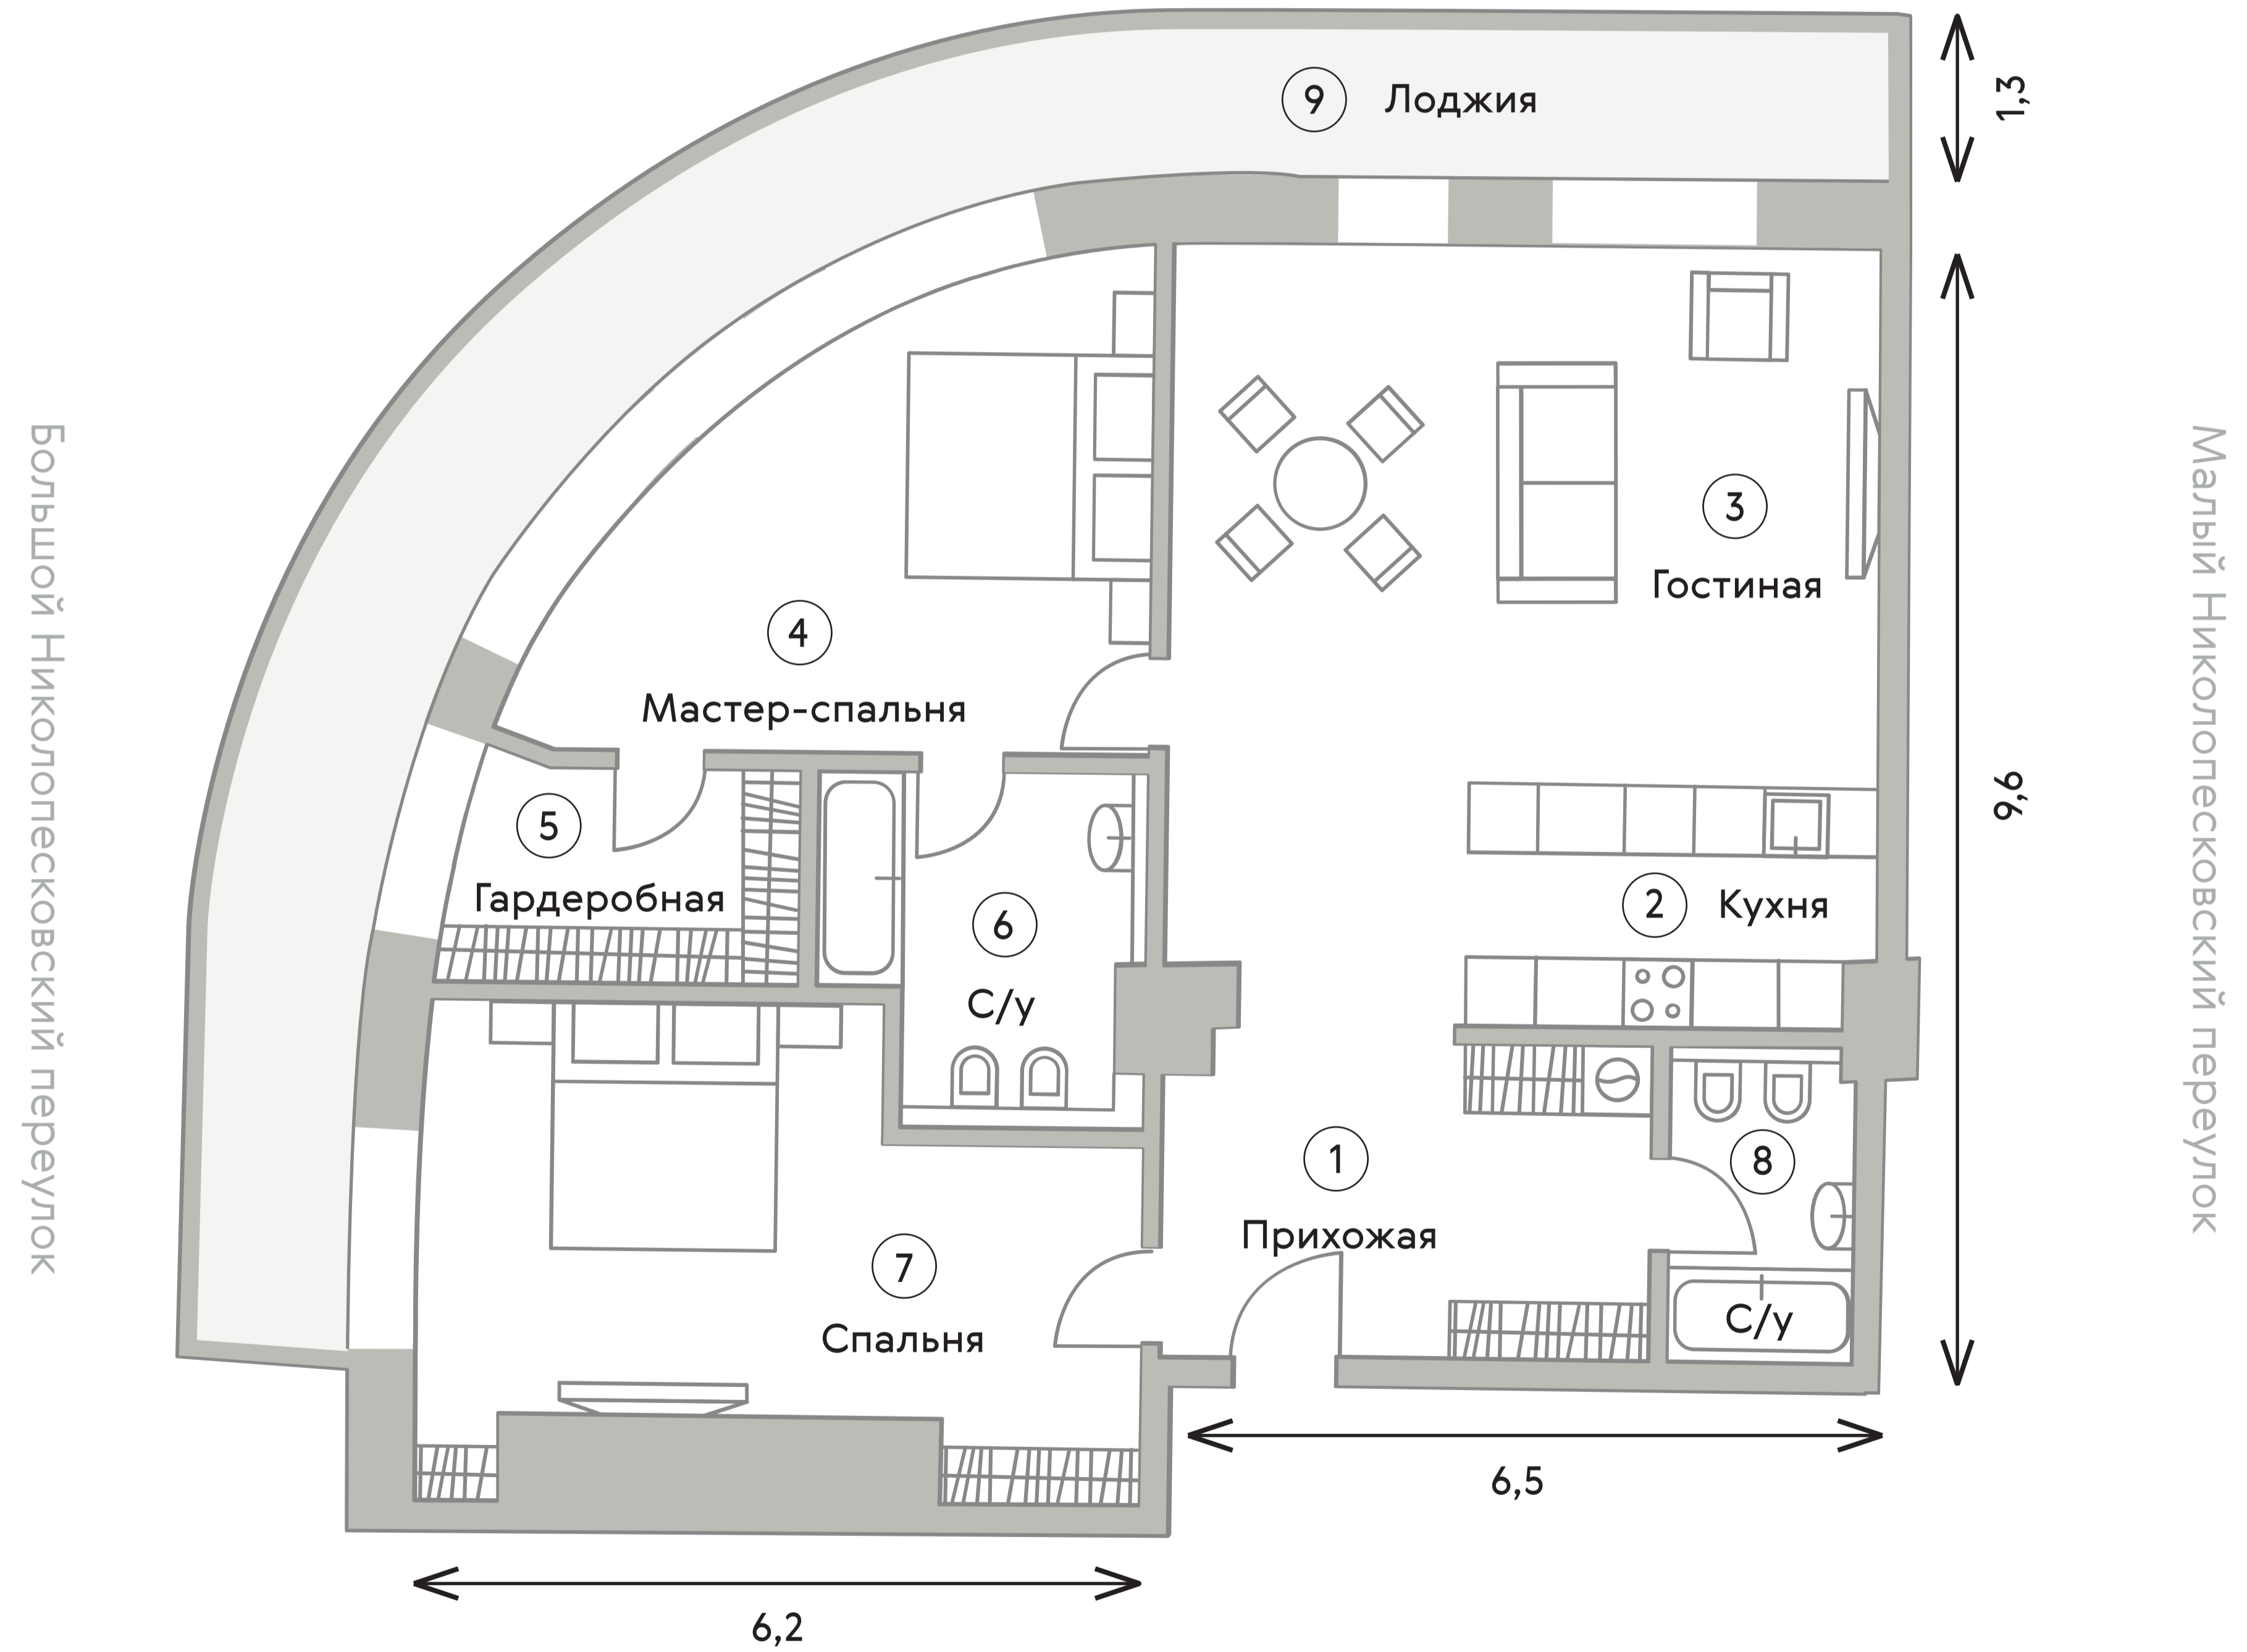 9 Лоджия
1,3
3
Гостиная
4
Мастер-спальня
5
Гардеробная
6
С/у
2 Кухня
9,6
1
Прихожая
8
С/у
7
Спальня
6,5
6,2
Большой Николопесковский переулок
Малый Николопесковский переулок